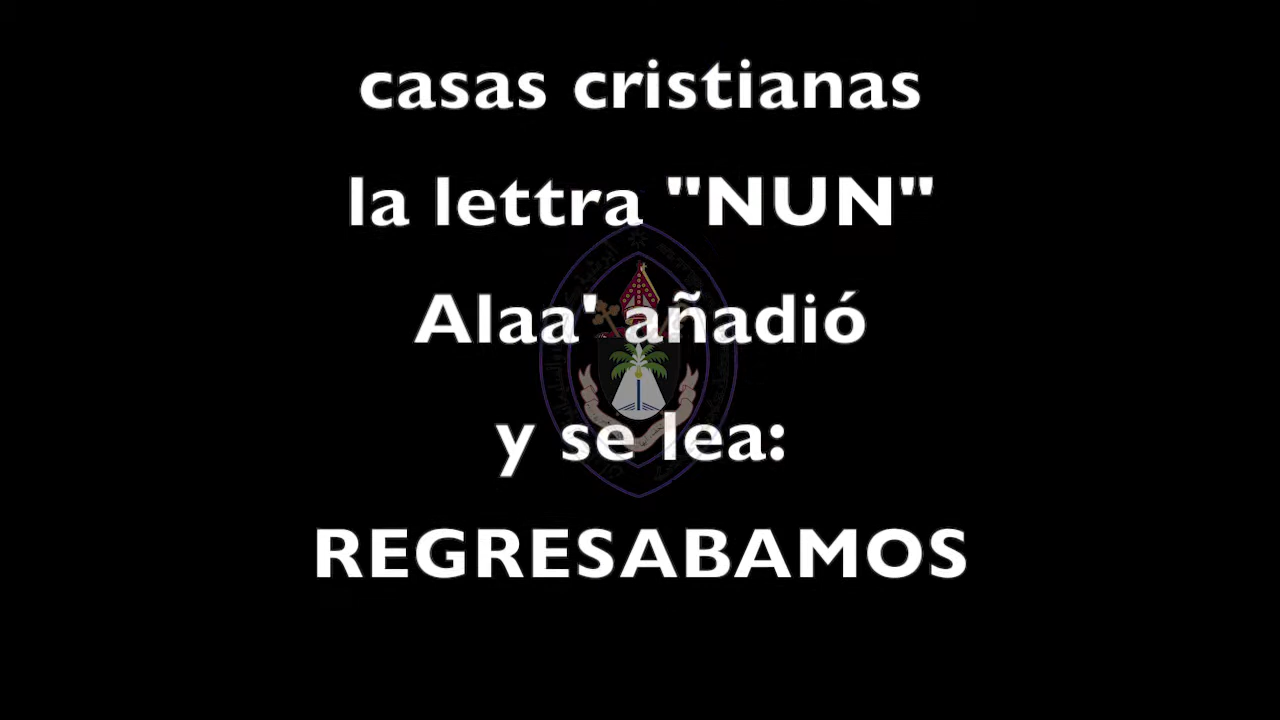 casas cristianas
la lettra "NUN"
Alaa' añadió
y se lea:
REGRESABAMOS